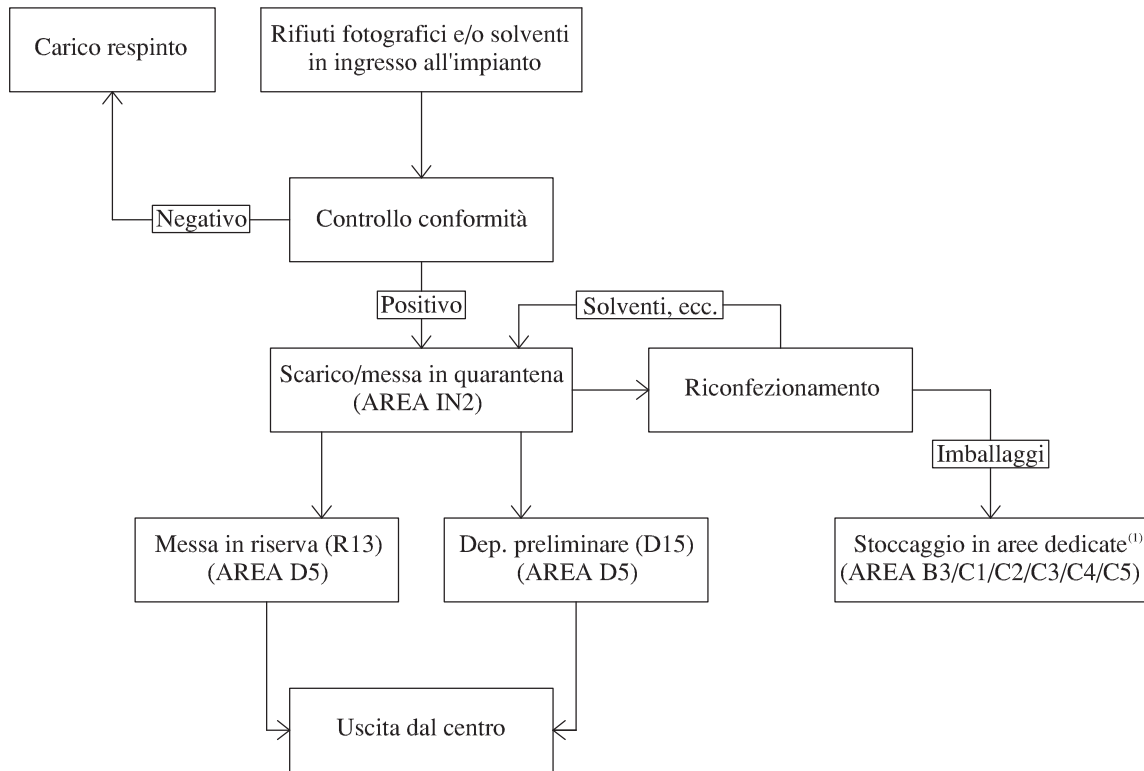 Carico respinto
Rifiuti fotografici e/o solventi
in ingresso all'impianto
Negativo
Controllo conformità
Positivo
Solventi, ecc.
Scarico/messa in quarantena
(AREA IN2)
Riconfezionamento
Imballaggi
Messa in riserva (R13)
(AREA D5)
Dep. preliminare (D15)
(AREA D5)
Stoccaggio in aree dedicate(1)
(AREA B3/C1/C2/C3/C4/C5)
Uscita dal centro